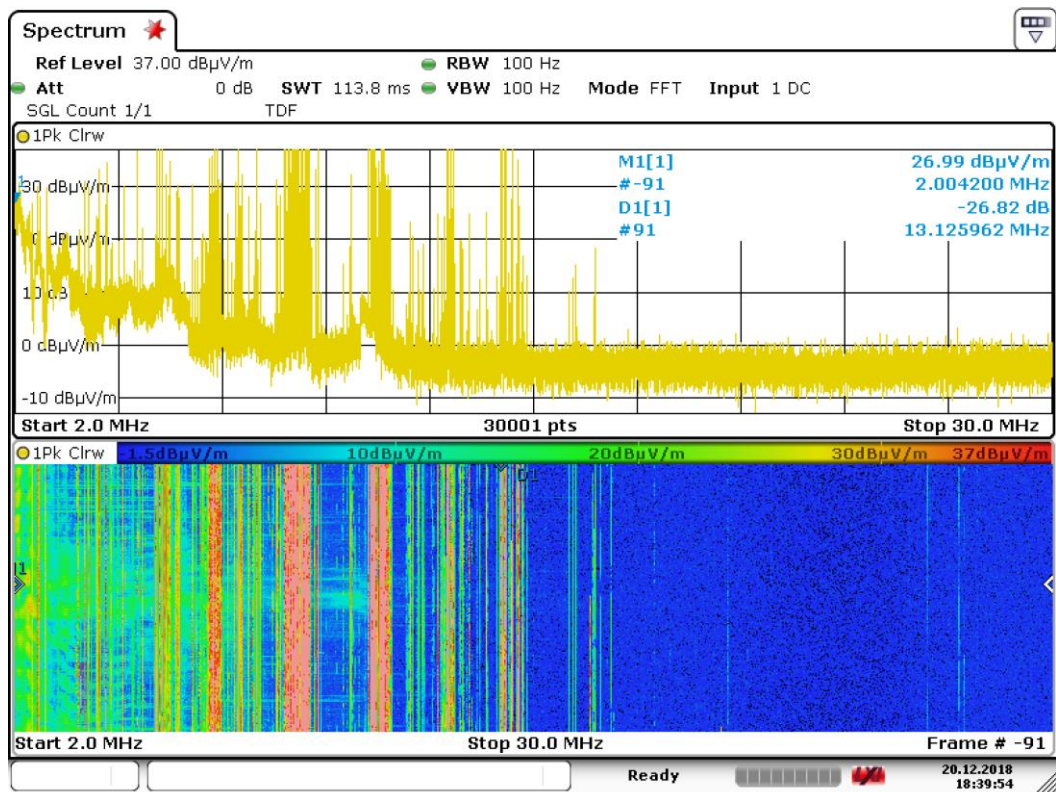 Spectrum
Ref Level 37.00 dBµV/m RBW 100 Hz
Att 0 dB SWT 113.8 ms VBW 100 Hz Mode FFT Input 1 DC
SGL Count 1/1 TDF
1Pk Clrw
M1[1] 26.99 dBµV/m
#-91 2.004200 MHz
D1[1] -26.82 dB
#91 13.125962 MHz
1
30 dBµV/m
0 dBµV/m
-10 dBµV/m
Start 2.0 MHz 30001 pts Stop 30.0 MHz
1Pk Clrw -1.5dBµV/m 10dBµV/m 20dBµV/m 30dBµV/m 37dBµV/m
D1
Start 2.0 MHz Stop 30.0 MHz Frame # -91
Ready 20.12.2018
18:39:54